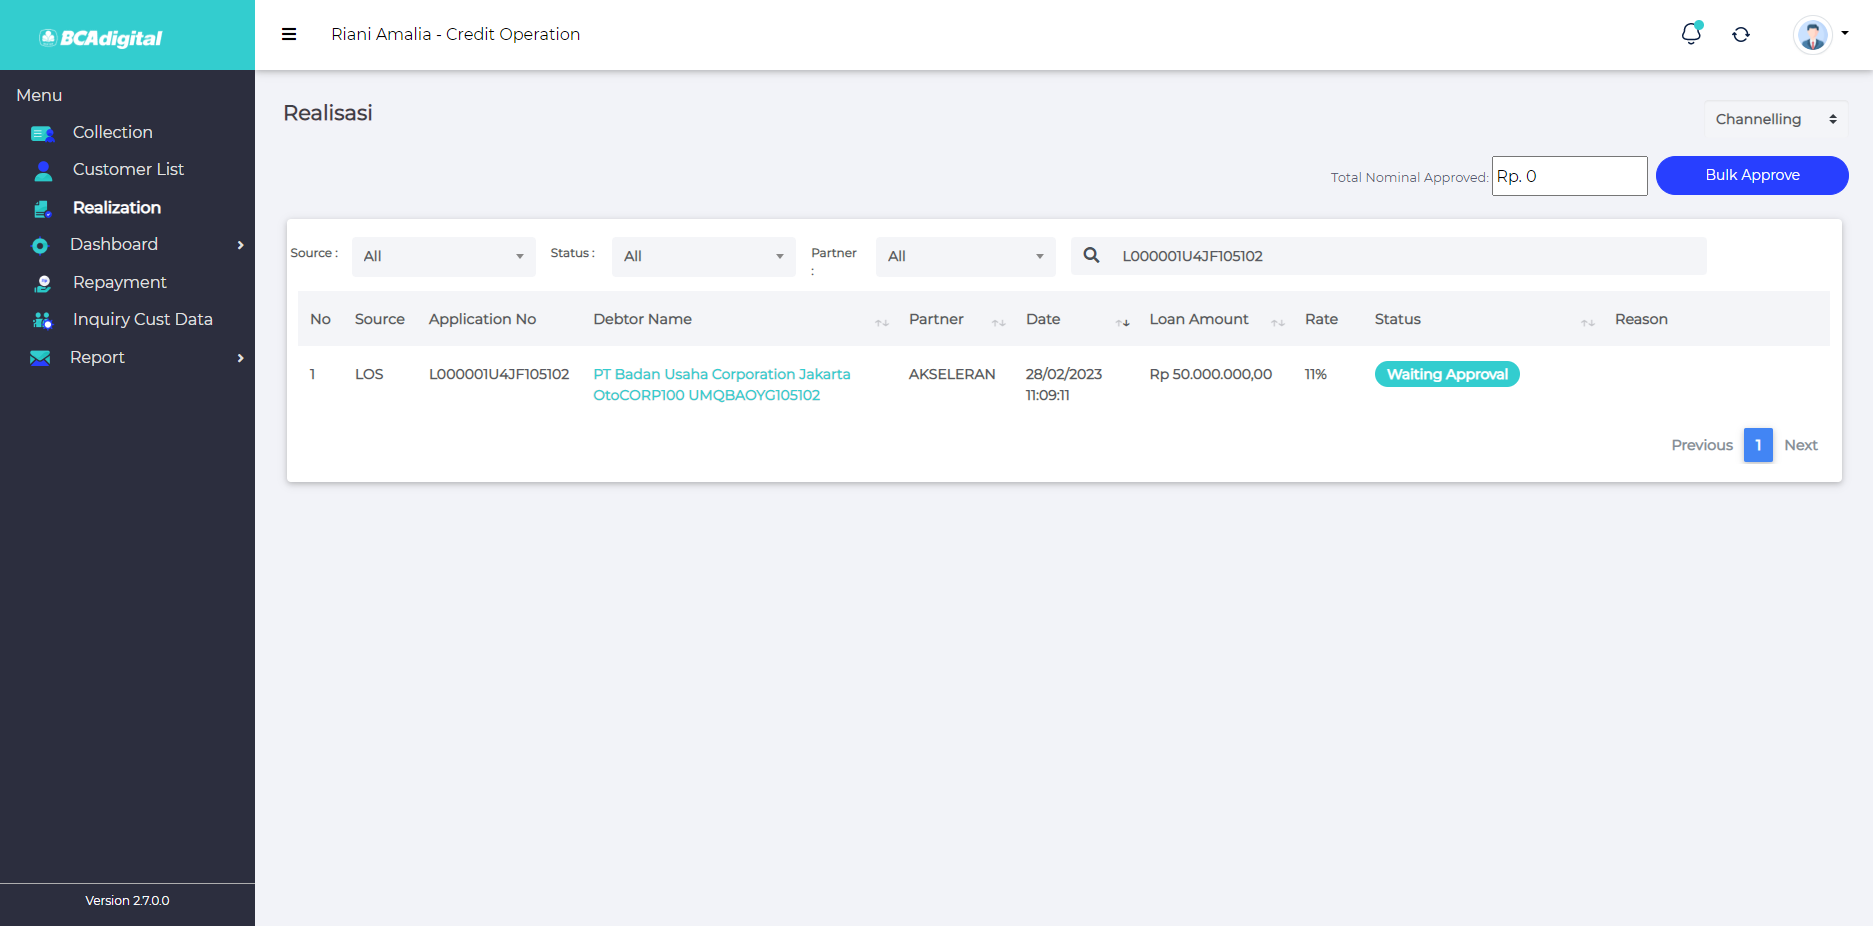 BCAdigital
Riani Amalia - Credit Operation
Menu
Collection
Customer List
Realization
Dashboard
Repayment
Inquiry Cust Data
Report
Version 2.7.0.0
Realisasi
Channelling
Total Nominal Approved: Rp. 0 Bulk Approve
Source : All Status : All Partner : All L000001U4JF105102
No Source Application No Debtor Name Partner Date Loan Amount Rate Status Reason
1 LOS L000001U4JF105102 PT Badan Usaha Corporation Jakarta AKSELERAN 28/02/2023 Rp 50.000.000,00 11% Waiting Approval
OtoCORP100 UMQBAOYG105102 11:09:11
Previous 1 Next